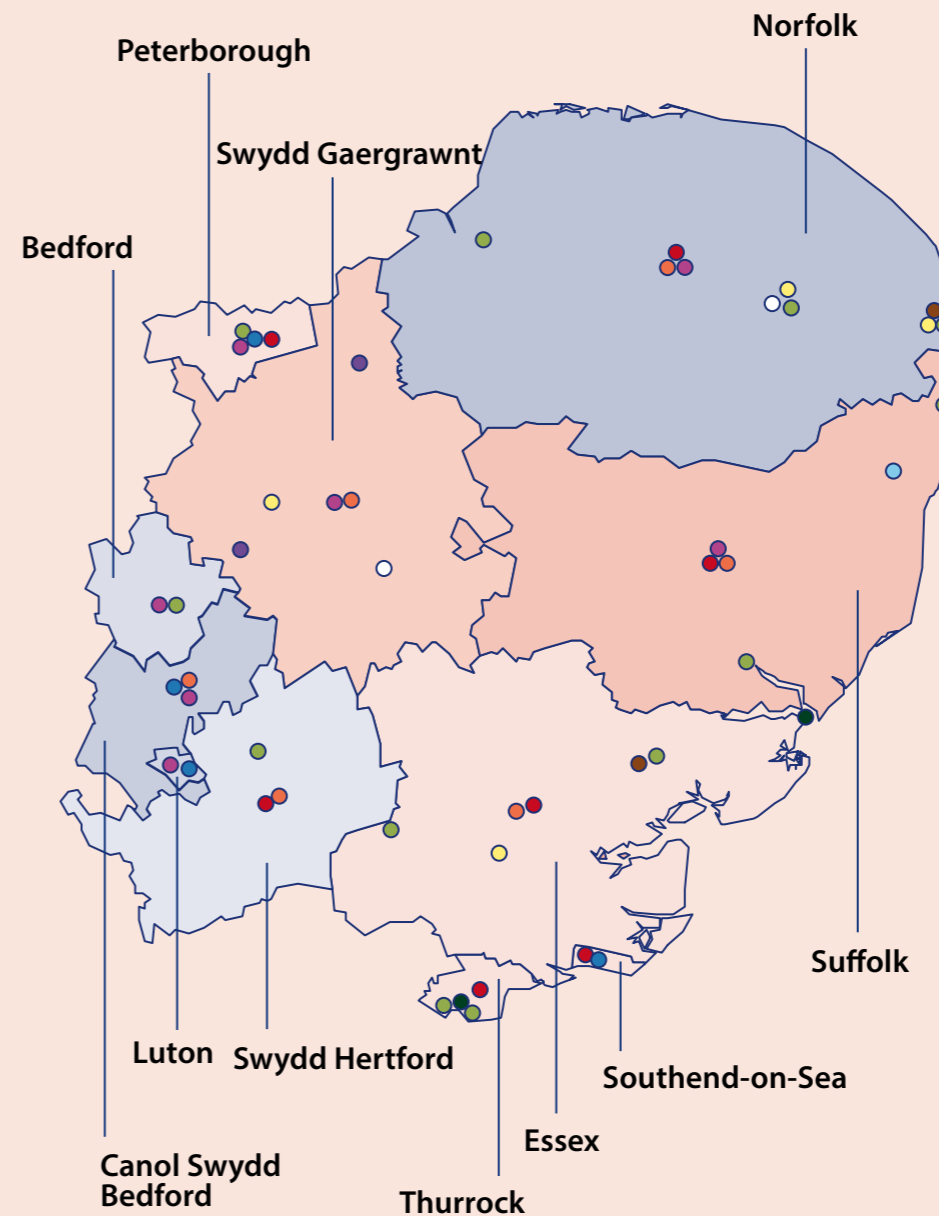 Norfolk
Peterborough
Swydd Gaergrawnt
Bedford
Suffolk
Luton
Swydd Hertford
Southend-on-Sea
Essex
Canol Swydd
Bedford
Thurrock